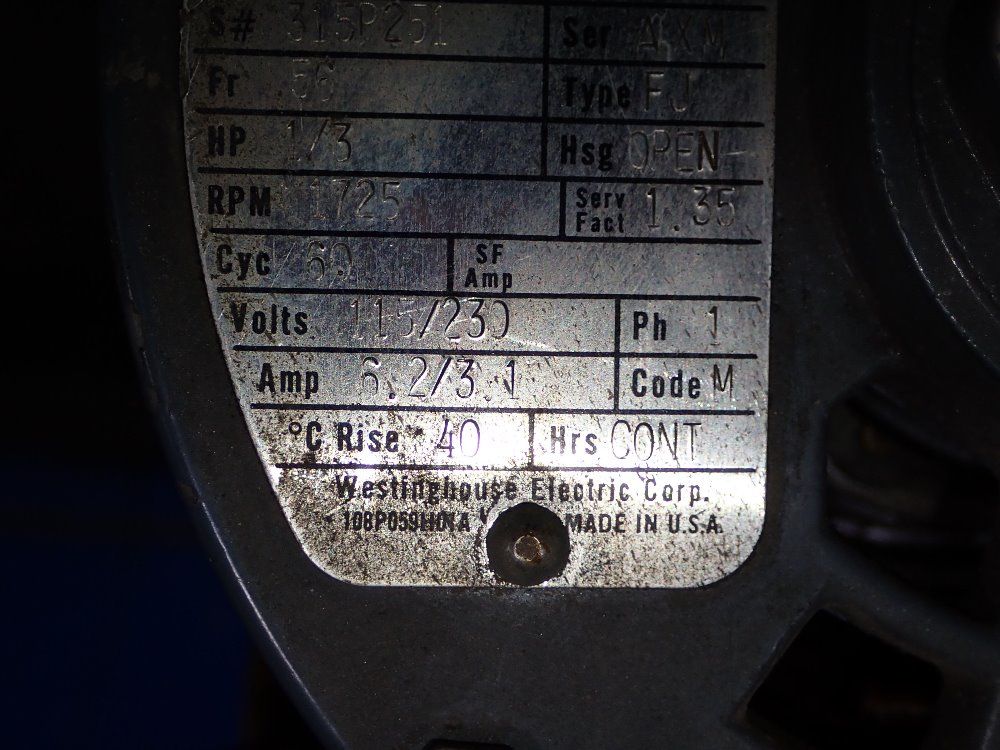 S# 315P251 Ser AXM
Fr 56 Type FJ
HP 1/3 Hsg OPEN
RPM 1725 Serv Fact 1.35
Cyc 60 SF Amp
Volts 115/230 Ph 1
Amp 6.2/3.1 Code M
°C Rise 40 Hrs CONT
Westinghouse Electric Corp.
MADE IN U.S.A.